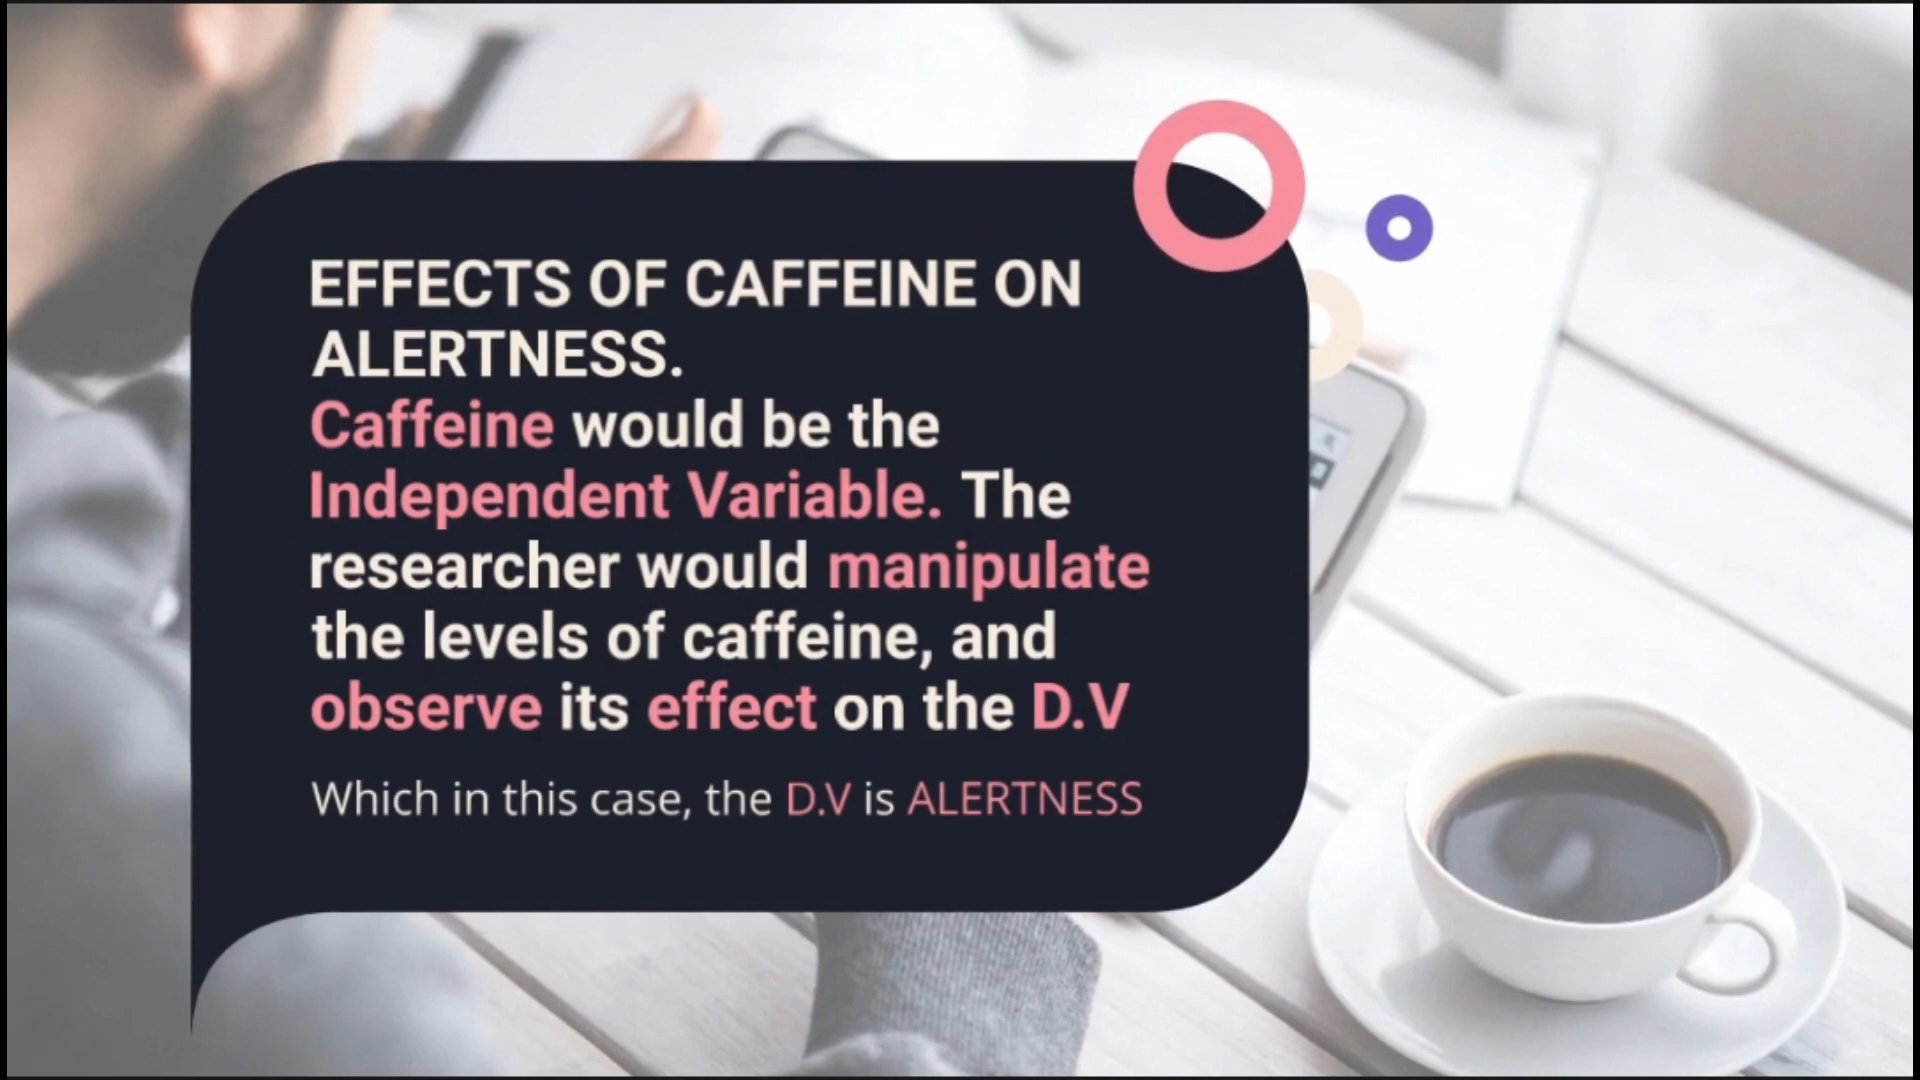 EFFECTS OF CAFFEINE ON
ALERTNESS.
Caffeine would be the
Independent Variable. The
researcher would manipulate
the levels of caffeine, and
observe its effect on the D.V
Which in this case, the D.V is ALERTNESS